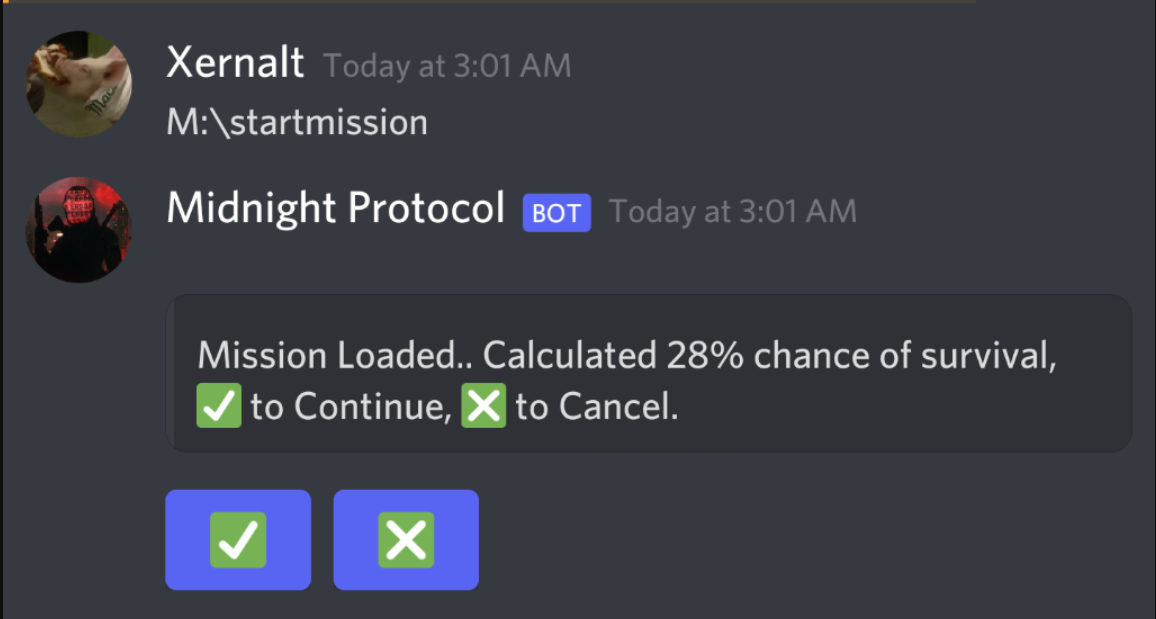 Xernalt Today at 3:01 AM
M:\startmission
Midnight Protocol BOT Today at 3:01 AM
Mission Loaded.. Calculated 28% chance of survival,
✅ to Continue, ❎ to Cancel.
✅ ❎